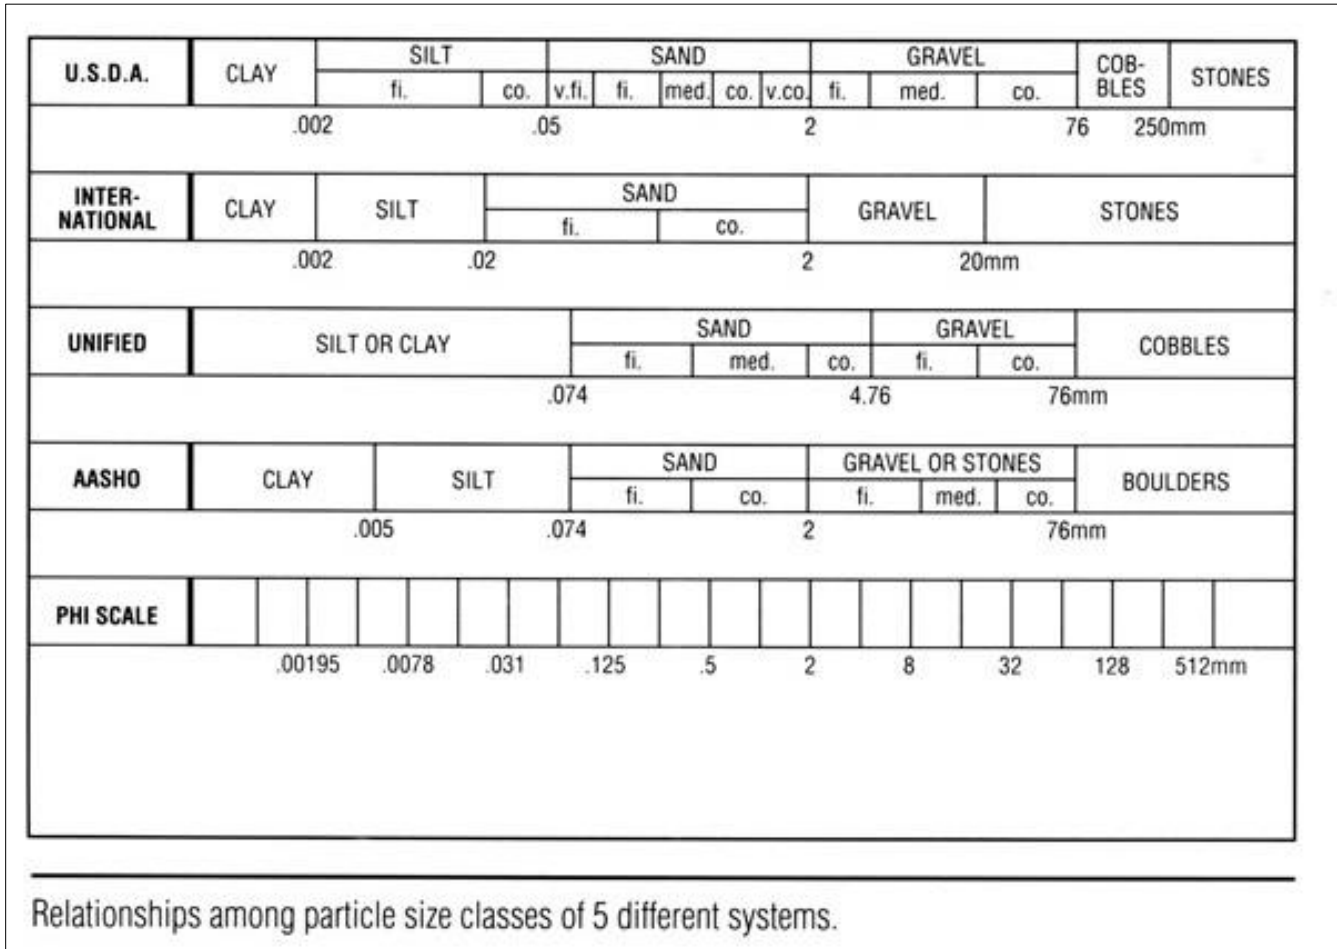 U.S.D.A. CLAY SILT SAND GRAVEL COB-BLES STONES
fi. co. v.fi. fi. med. co. v.co. fi. med. co.
.002 .05 2 76 250mm
INTER-NATIONAL CLAY SILT SAND GRAVEL STONES
fi. co.
.002 .02 2 20mm
UNIFIED SILT OR CLAY SAND GRAVEL COBBLES
fi. med. co. fi. co.
.074 4.76 76mm
AASHO CLAY SILT SAND GRAVEL OR STONES BOULDERS
fi. co. fi. med. co.
.005 .074 2 76mm
PHI SCALE
.00195 .0078 .031 .125 .5 2 8 32 128 512mm
Relationships among particle size classes of 5 different systems.